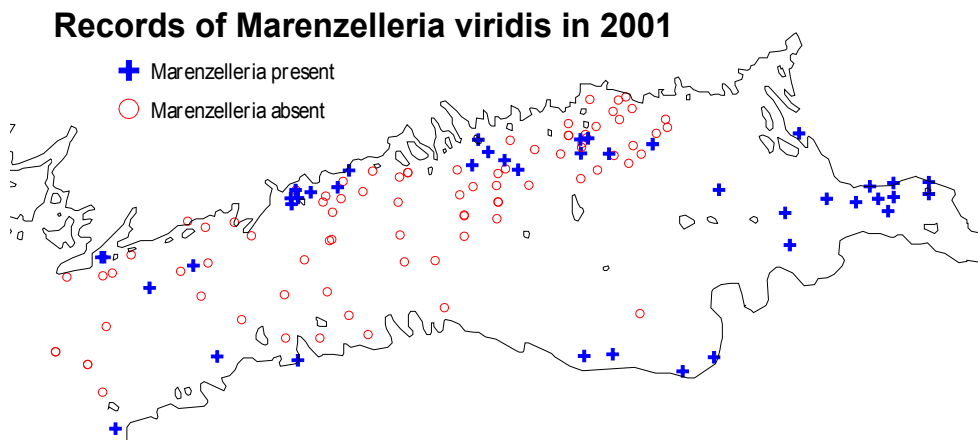 Records of Marenzelleria viridis in 2001
Marenzelleria present
Marenzelleria absent